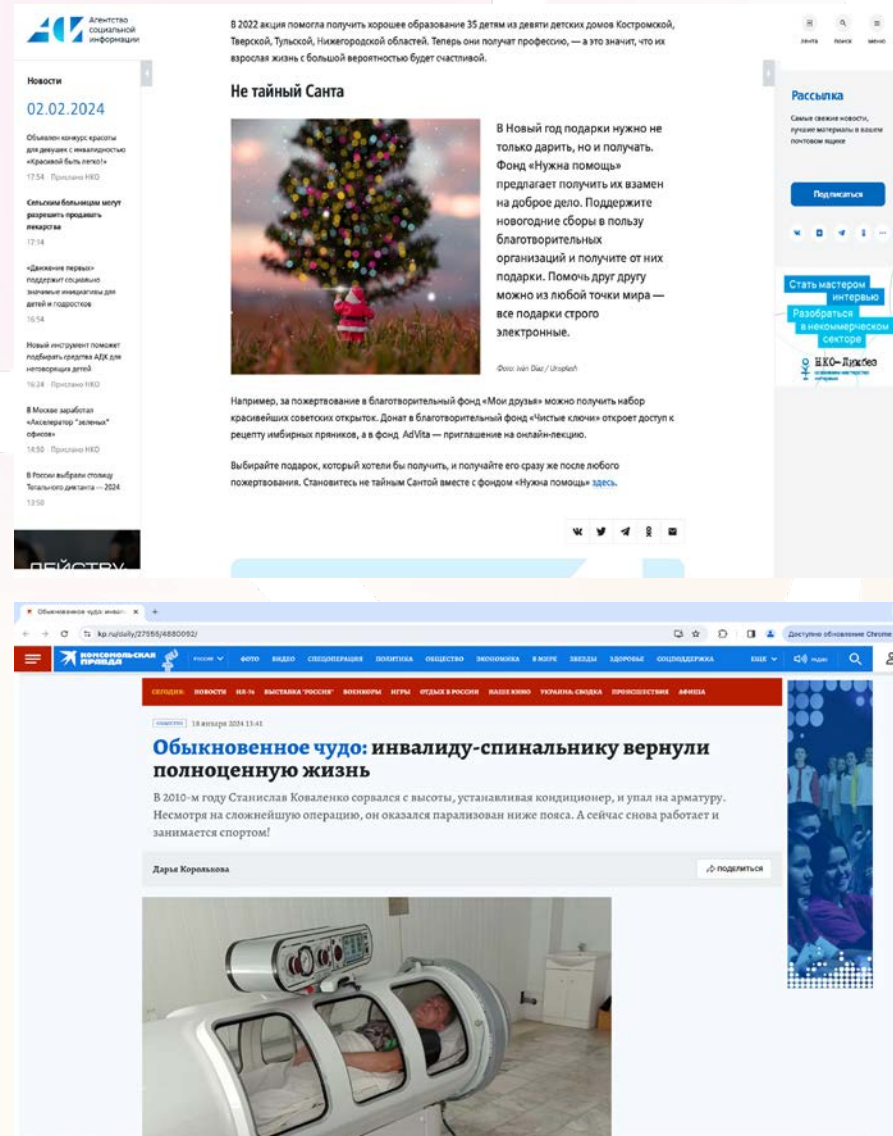 Агентство
социальной
информации
Новости
02.02.2024
Объявлен конкурс красоты
для девушек с инвалидностью
«Красивой быть легко!»
17:54 Прислано НКО
Сельским больницам могут
разрешить продавать
лекарства
17:14
«Движение первых»
поддержит социально
значимые инициативы для
детей и подростков
16:54
Новый инструмент поможет
подбирать средства АДК для
неговорящих детей
16:24 Прислано НКО
В Москве заработал
«Акселератор "зеленых"
офисов»
14:50 Прислано НКО
В России выбрали столицу
Тотального диктанта — 2024
13:50
ДЕЙСТВУ
В 2022 акция помогла получить хорошее образование 35 детям из девяти детских домов Костромской,
Тверской, Тульской, Нижегородской областей. Теперь они получат профессию, — а это значит, что их
взрослая жизнь с большой вероятностью будет счастливой.
Не тайный Санта
В Новый год подарки нужно не
только дарить, но и получать.
Фонд «Нужна помощь»
предлагает получить их взамен
на доброе дело. Поддержите
новогодние сборы в пользу
благотворительных
организаций и получите от них
подарки. Помочь друг другу
можно из любой точки мира —
все подарки строго
электронные.
Фото: Iván Díaz / Unsplash
Например, за пожертвование в благотворительный фонд «Мои друзья» можно получить набор
красивейших советских открыток. Донат в благотворительный фонд «Чистые ключи» откроет доступ к
рецепту имбирных пряников, а в фонд AdVita — приглашение на онлайн-лекцию.
Выбирайте подарок, который хотели бы получить, и получайте его сразу же после любого
пожертвования. Становитесь не тайным Сантой вместе с фондом «Нужна помощь» здесь.
лента поиск меню
Рассылка
Самые свежие новости,
лучшие материалы в вашем
почтовом ящике
Подписаться
Стать мастером
интервью
Разобраться
в некоммерческом
секторе
НКО-Ликбез
Обыкновенное чудо: инвали
kp.ru/daily/27555/4880092/
Доступно обновление Chrome
КОМСОМОЛЬСКАЯ
ПРАВДА
РОССИЯ ФОТО ВИДЕО СПЕЦОПЕРАЦИЯ ПОЛИТИКА ОБЩЕСТВО ЭКОНОМИКА В МИРЕ ЗВЕЗДЫ ЗДОРОВЬЕ СОЦПОДДЕРЖКА ЕЩЕ РАДИО
СЕГОДНЯ: НОВОСТИ ВЫСТАВКА "РОССИЯ" ВОЕНКОРЫ ИГРЫ ОТДЫХ В РОССИИ НАШЕ КИНО УКРАИНА: СВОДКА ПРОИСШЕСТВИЯ АФИША
ОБЩЕСТВО 18 января 2024 13:41
Обыкновенное чудо: инвалиду-спинальнику вернули
полноценную жизнь
В 2010-м году Станислав Коваленко сорвался с высоты, устанавливая кондиционер, и упал на арматуру.
Несмотря на сложнейшую операцию, он оказался парализован ниже пояса. А сейчас снова работает и
занимается спортом!
Дарья Королькова
ПОДЕЛИТЬСЯ